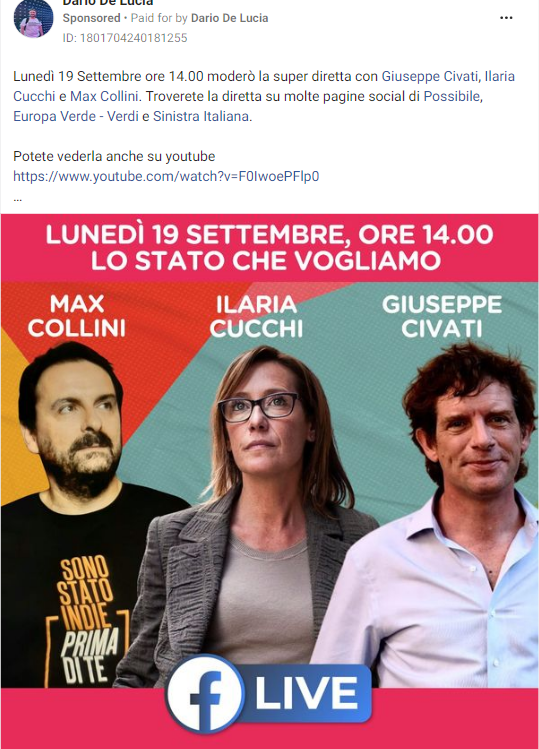 Dario De Lucia
Sponsored • Paid for by Dario De Lucia
ID: 1801704240181255
Lunedì 19 Settembre ore 14.00 moderò la super diretta con Giuseppe Civati, Ilaria
Cucchi e Max Collini. Troverete la diretta su molte pagine social di Possibile,
Europa Verde - Verdi e Sinistra Italiana.
Potete vederla anche su youtube
https://www.youtube.com/watch?v=F0IwoePFlp0
...
LUNEDÌ 19 SETTEMBRE, ORE 14.00
LO STATO CHE VOGLIAMO
MAX
COLLINI
ILARIA
CUCCHI
GIUSEPPE
CIVATI
SONO
STATO
INDIE
PRIMA
DI TE
f LIVE